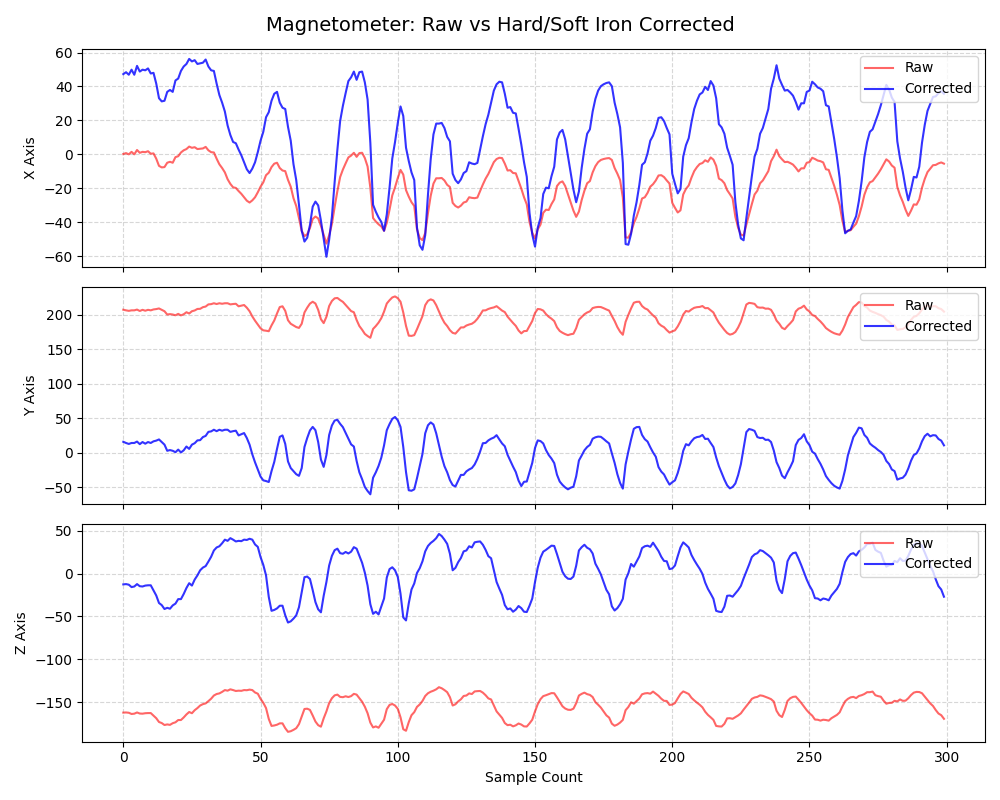 Magnetometer: Raw vs Hard/Soft Iron Corrected
60
40
20
0
−20
−40
−60
X Axis
Raw
Corrected
200
150
100
50
0
−50
Y Axis
Raw
Corrected
50
0
−50
−100
−150
Z Axis
Raw
Corrected
0 50 100 150 200 250 300
Sample Count